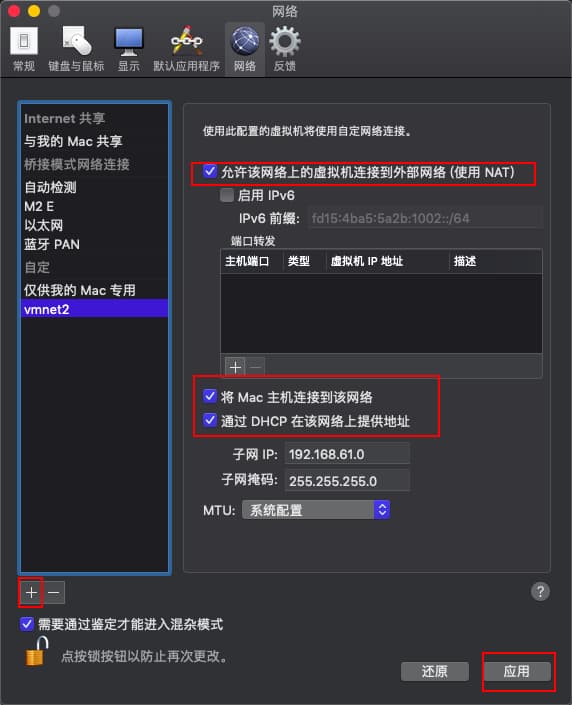 网络
常规 键盘与鼠标 显示 默认应用程序 网络 反馈
Internet 共享
与我的 Mac 共享
桥接模式网络连接
自动检测
M2 E
以太网
蓝牙 PAN
自定
仅供我的 Mac 专用
vmnet2
使用此配置的虚拟机将使用自定网络连接。
允许该网络上的虚拟机连接到外部网络 (使用 NAT)
启用 IPv6
IPv6 前缀: fd15:4ba5:5a2b:1002::/64
端口转发
主机端口 类型 虚拟机 IP 地址 描述
+ −
将 Mac 主机连接到该网络
通过 DHCP 在该网络上提供地址
子网 IP: 192.168.61.0
子网掩码: 255.255.255.0
MTU: 系统配置
+ −
?
需要通过鉴定才能进入混杂模式
点按锁按钮以防止再次更改。
还原 应用